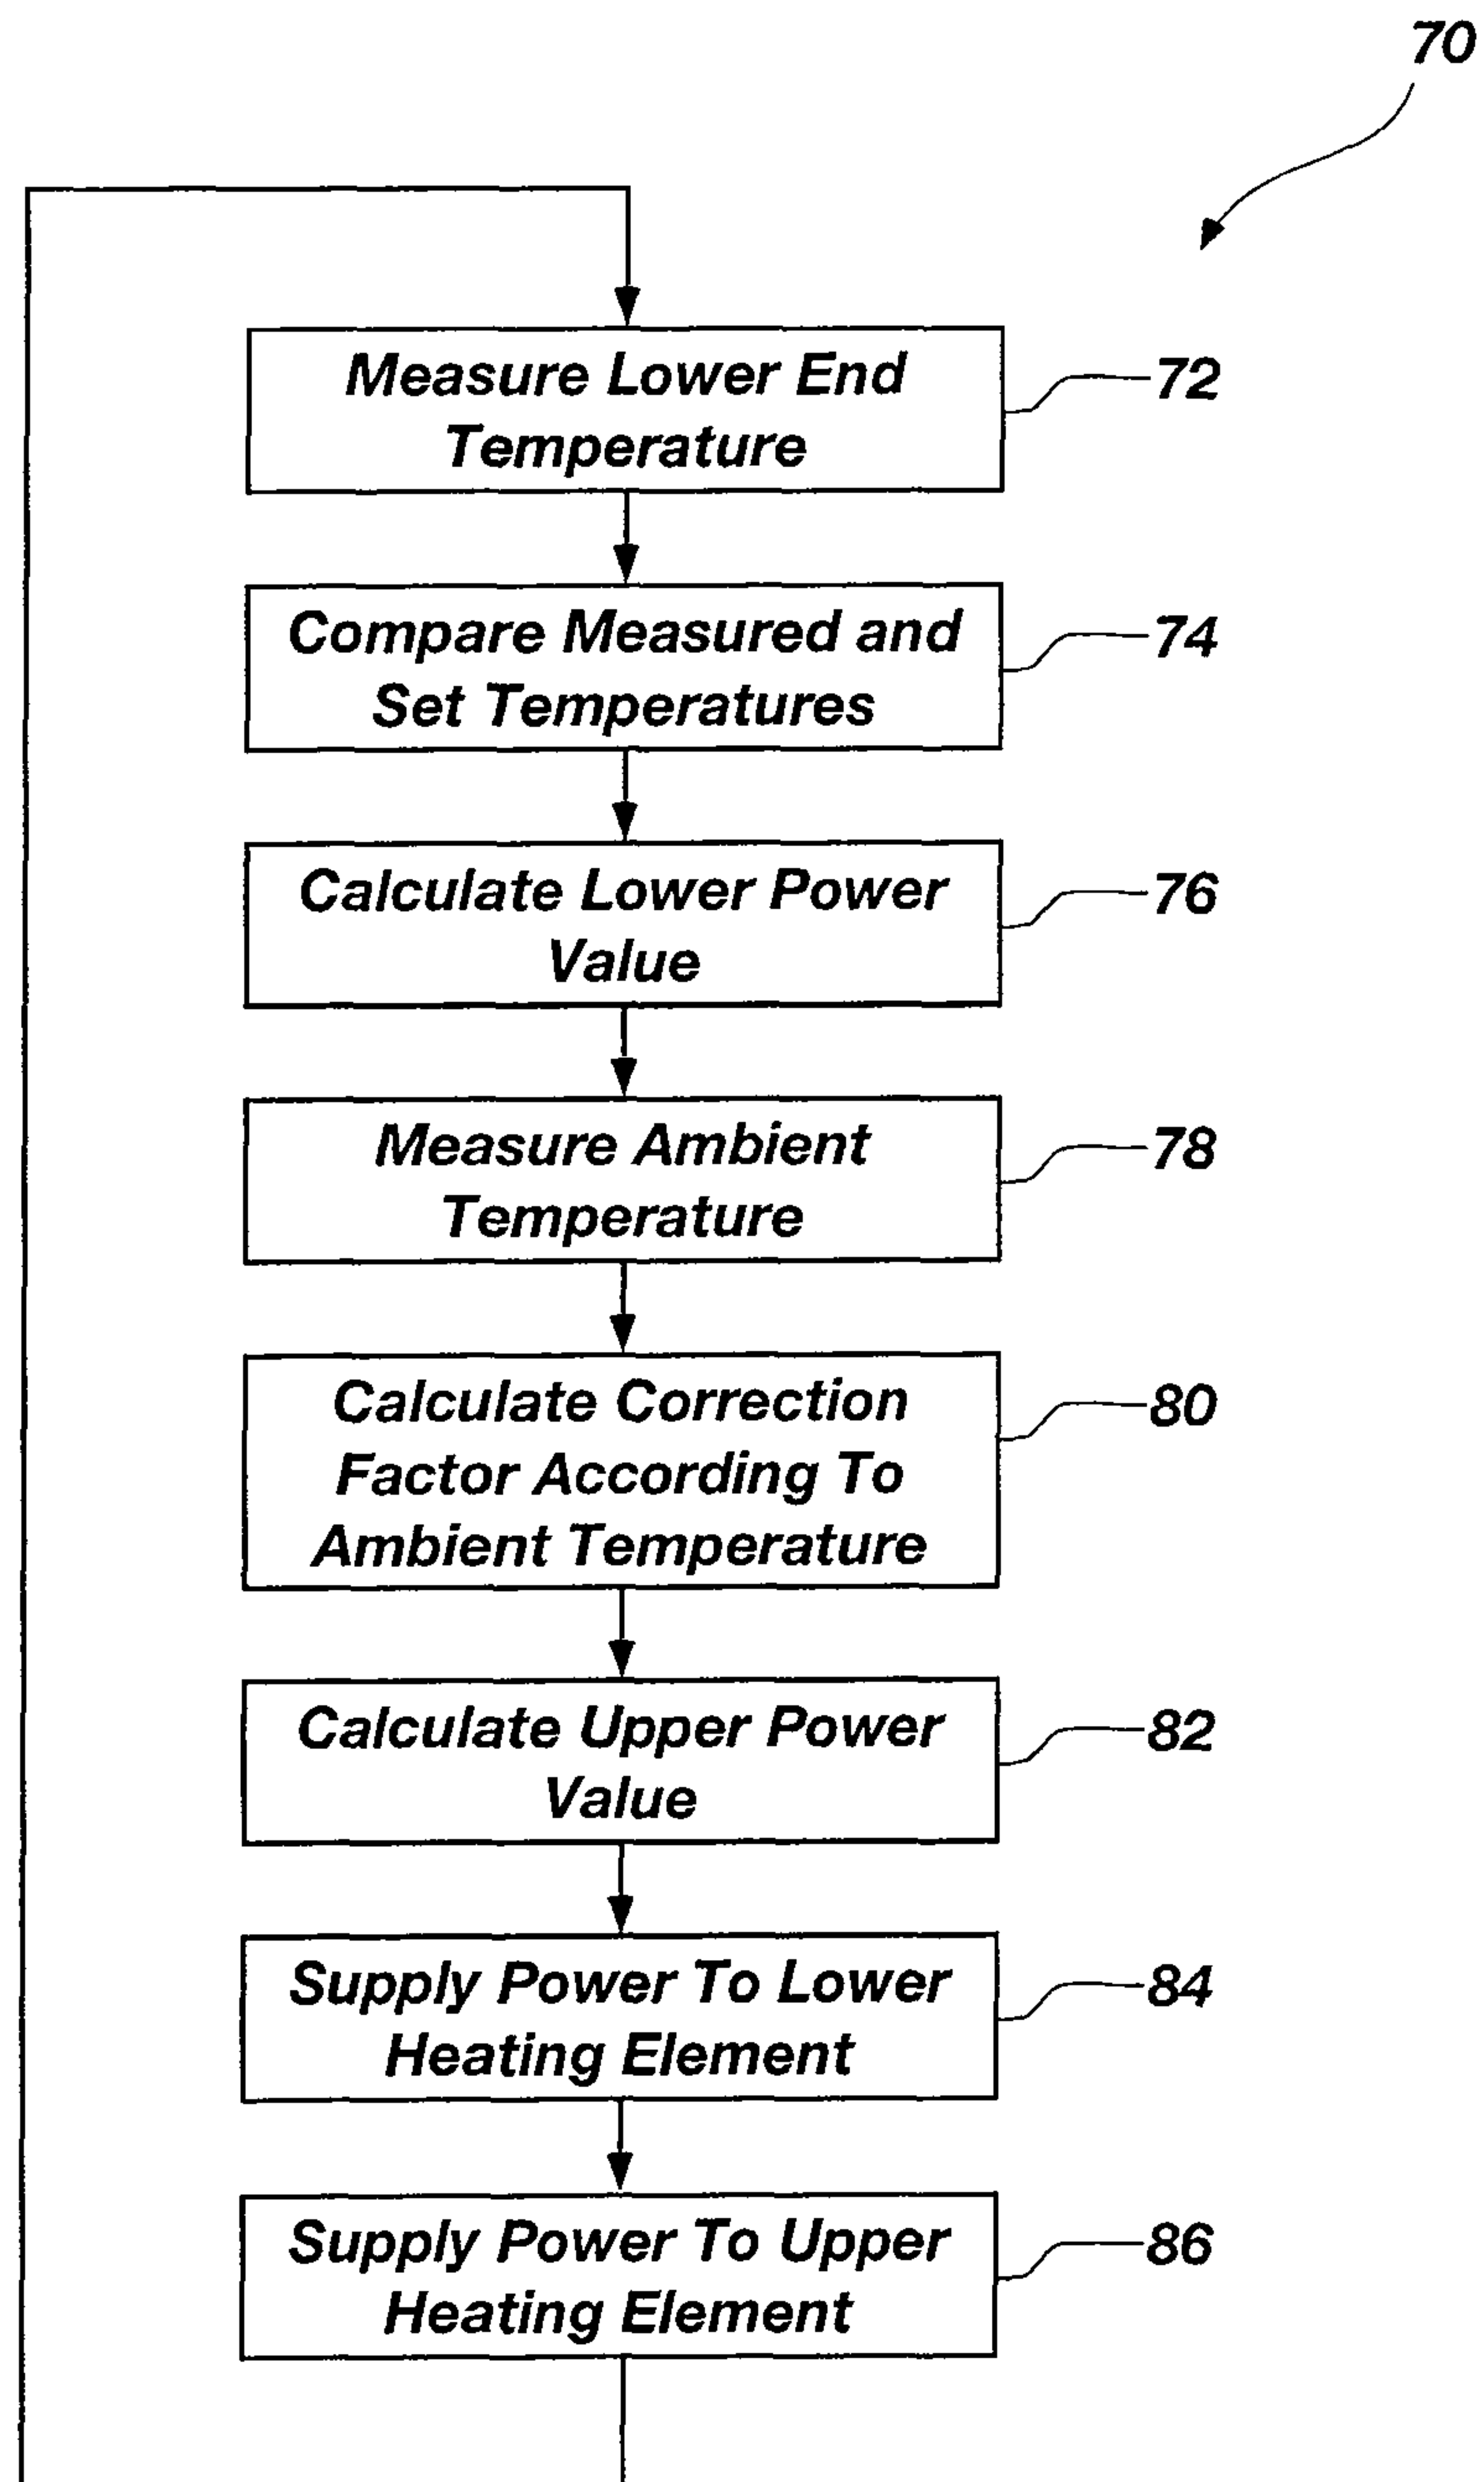 70
Measure Lower End
Temperature
72
Compare Measured and
Set Temperatures
74
Calculate Lower Power
Value
76
Measure Ambient
Temperature
78
Calculate Correction
Factor According To
Ambient Temperature
80
Calculate Upper Power
Value
82
Supply Power To Lower
Heating Element
84
Supply Power To Upper
Heating Element
86